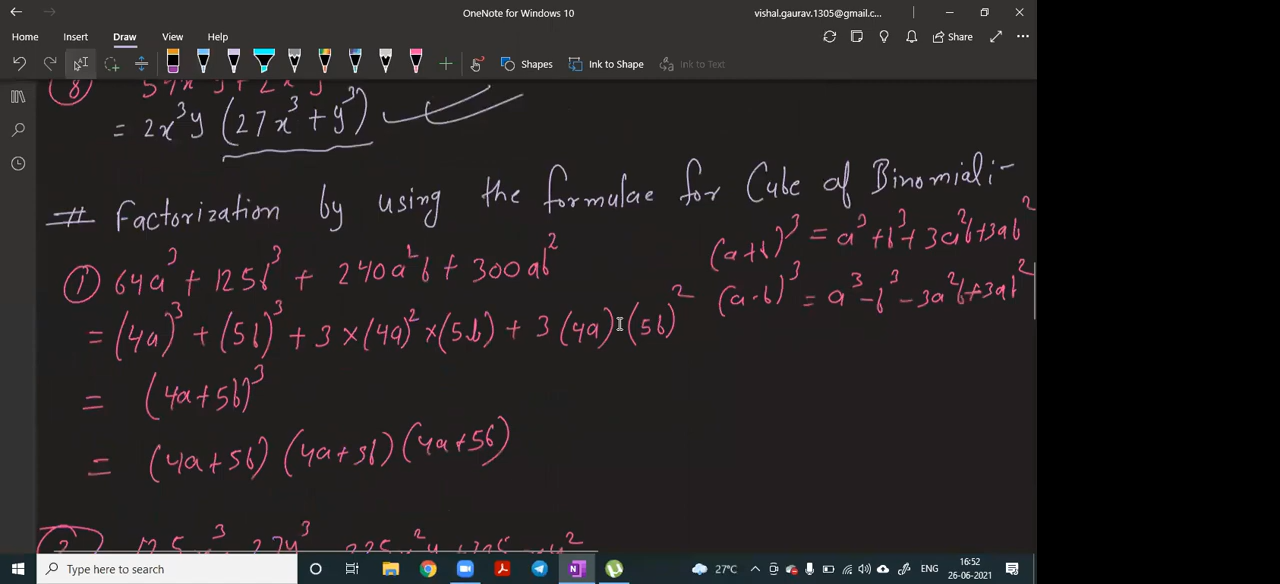 OneNote for Windows 10
vishal.gaurav.1305@gmail.c...
Home Insert Draw View Help
Share
Shapes Ink to Shape Ink to Text
8
= 2x³y (27x³ + y³)
# Factorization by using the formulae for Cube of Binomial:-
(a+b)³ = a³+b³+3a²b+3ab²
(a-b)³ = a³-b³-3a²b+3ab²
① 64a³ + 125b³ + 240a²b + 300ab²
= (4a)³ + (5b)³ + 3×(4a)²×(5b) + 3(4a)(5b)²
= (4a+5b)³
= (4a+5b) (4a+5b) (4a+5b)
Type here to search
27°C
ENG
16:52
26-06-2021